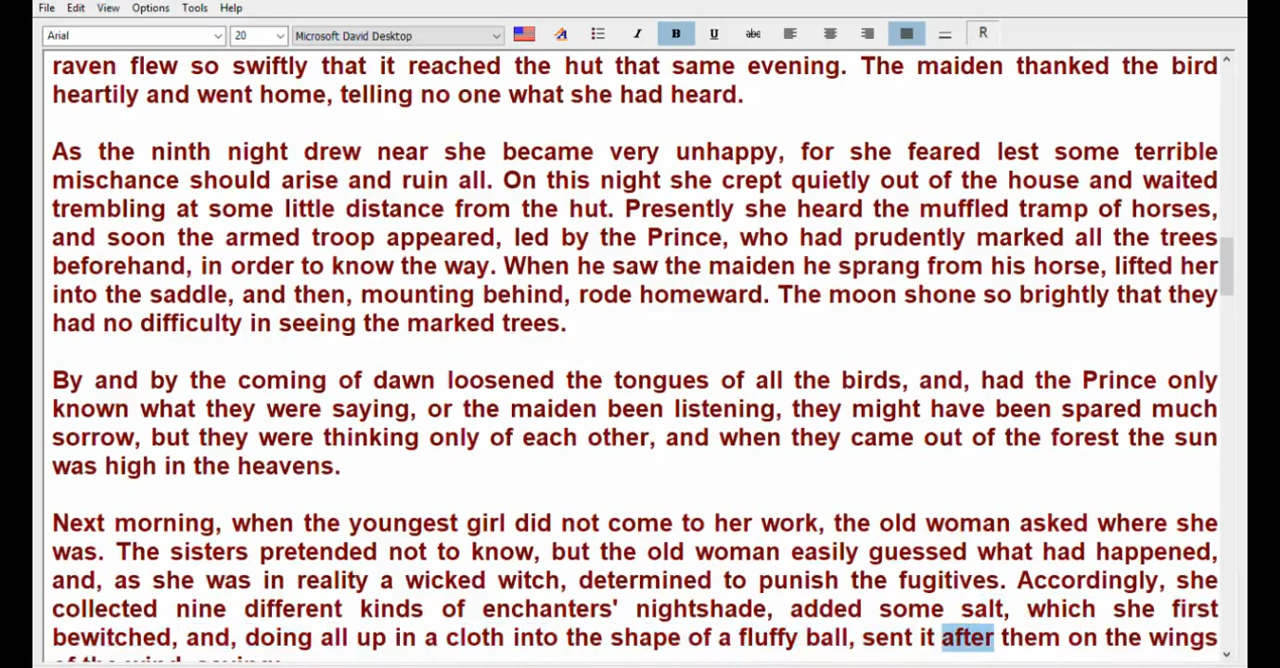 File Edit View Options Tools Help
Arial 20 Microsoft David Desktop I B U abc R
raven flew so swiftly that it reached the hut that same evening. The maiden thanked the bird
heartily and went home, telling no one what she had heard.
As the ninth night drew near she became very unhappy, for she feared lest some terrible
mischance should arise and ruin all. On this night she crept quietly out of the house and waited
trembling at some little distance from the hut. Presently she heard the muffled tramp of horses,
and soon the armed troop appeared, led by the Prince, who had prudently marked all the trees
beforehand, in order to know the way. When he saw the maiden he sprang from his horse, lifted her
into the saddle, and then, mounting behind, rode homeward. The moon shone so brightly that they
had no difficulty in seeing the marked trees.
By and by the coming of dawn loosened the tongues of all the birds, and, had the Prince only
known what they were saying, or the maiden been listening, they might have been spared much
sorrow, but they were thinking only of each other, and when they came out of the forest the sun
was high in the heavens.
Next morning, when the youngest girl did not come to her work, the old woman asked where she
was. The sisters pretended not to know, but the old woman easily guessed what had happened,
and, as she was in reality a wicked witch, determined to punish the fugitives. Accordingly, she
collected nine different kinds of enchanters' nightshade, added some salt, which she first
bewitched, and, doing all up in a cloth into the shape of a fluffy ball, sent it after them on the wings
of the wind, saying: